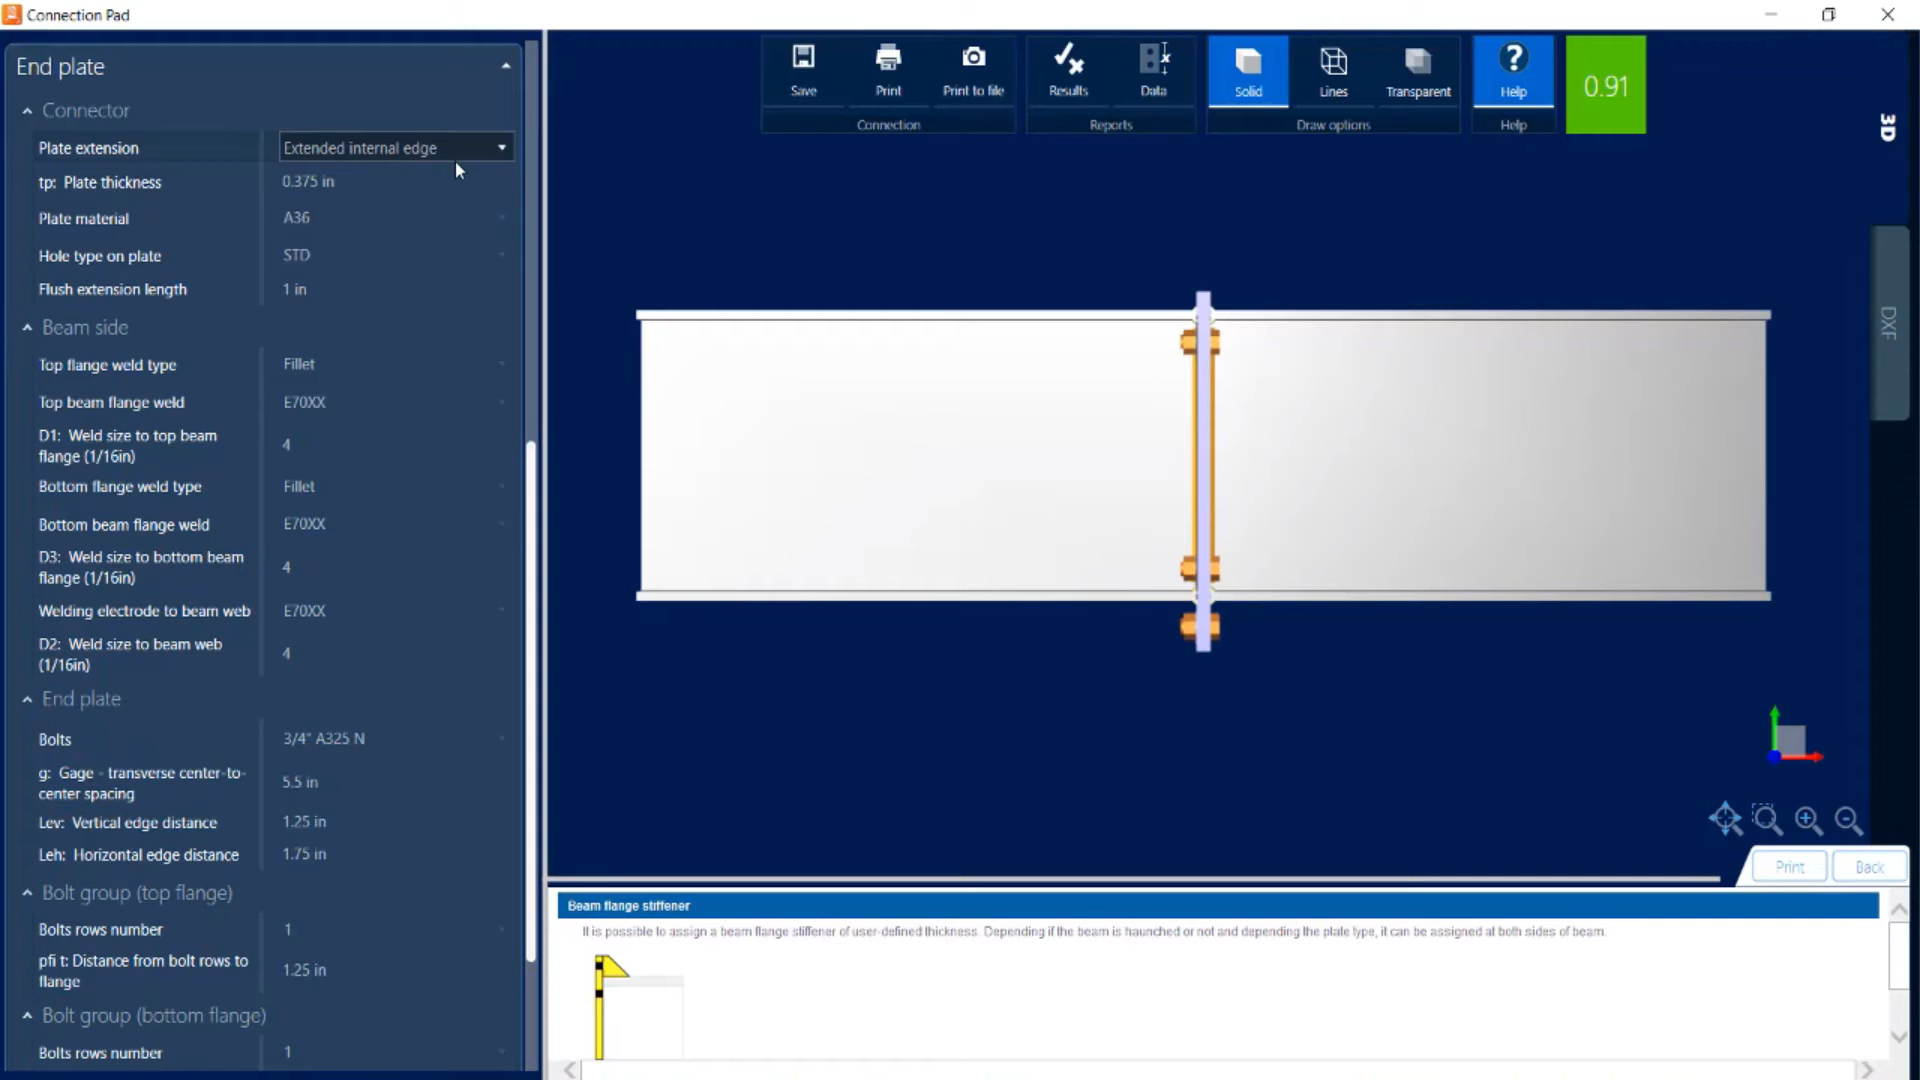 Connection Pad
End plate
Connector
Plate extension Extended internal edge
tp: Plate thickness 0.375 in
Plate material A36
Hole type on plate STD
Flush extension length 1 in
Beam side
Top flange weld type Fillet
Top beam flange weld E70XX
D1: Weld size to top beam
flange (1/16in) 4
Bottom flange weld type Fillet
Bottom beam flange weld E70XX
D3: Weld size to bottom beam
flange (1/16in) 4
Welding electrode to beam web E70XX
D2: Weld size to beam web
(1/16in) 4
End plate
Bolts 3/4" A325 N
g: Gage - transverse center-to-
center spacing 5.5 in
Lev: Vertical edge distance 1.25 in
Leh: Horizontal edge distance 1.75 in
Bolt group (top flange)
Bolts rows number 1
pfi t: Distance from bolt rows to
flange 1.25 in
Bolt group (bottom flange)
Bolts rows number 1
Save Print Print to file Results Data Solid Lines Transparent Help 0.91
Connection Reports Draw options Help
3D
DXF
Print Back
Beam flange stiffener
It is possible to assign a beam flange stiffener of user-defined thickness. Depending if the beam is haunched or not and depending the plate type, it can be assigned at both sides of beam.